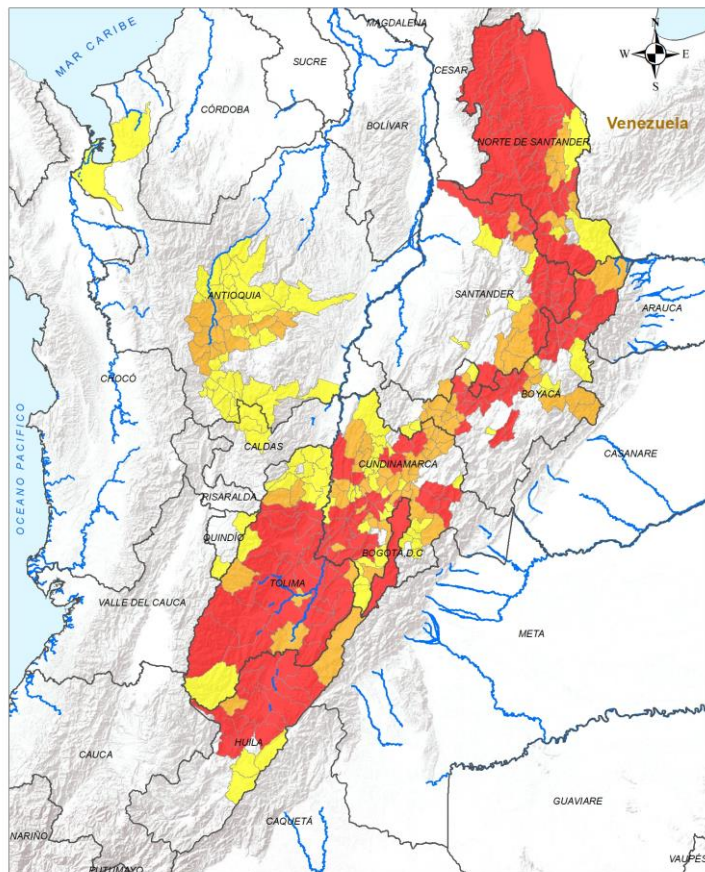 MAGDALENA
N
W E
S
MAR CARIBE
SUCRE
CESAR
CÓRDOBA
BOLÍVAR
Venezuela
NORTE DE SANTANDER
ANTIOQUIA
SANTANDER
ARAUCA
CHOCÓ
BOYACÁ
OCEANO PACIFICO
CALDAS
CUNDINAMARCA
CASANARE
RISARALDA
QUINDÍO
BOGOTÁ, D.C
TOLIMA
VALLE DEL CAUCA
META
HUILA
CAUCA
GUAVIARE
CAQUETÁ
NARIÑO
PUTUMAYO
VAUPÉS